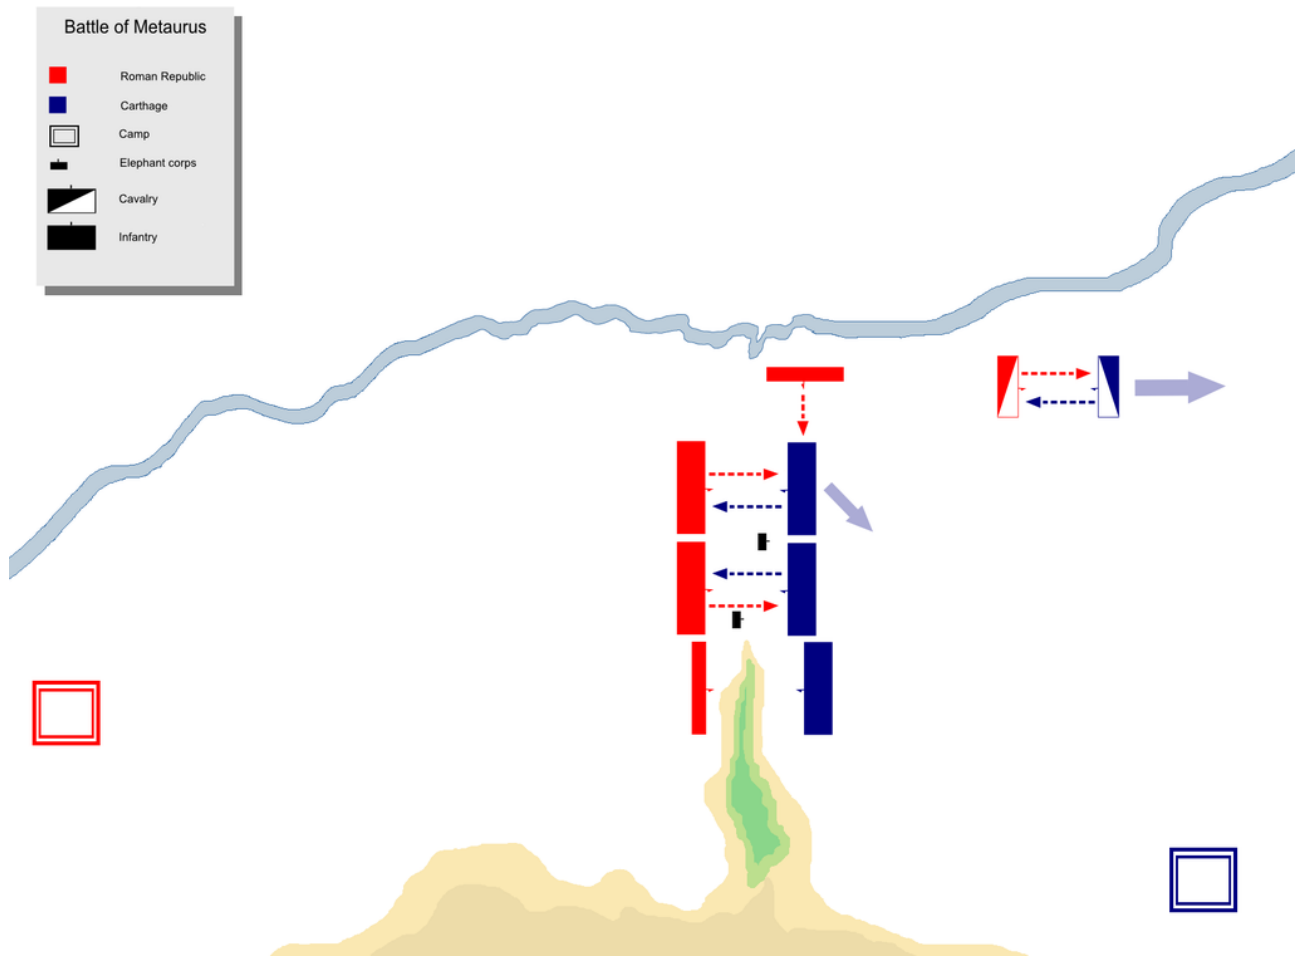 Battle of Metaurus
Roman Republic
Carthage
Camp
Elephant corps
Cavalry
Infantry